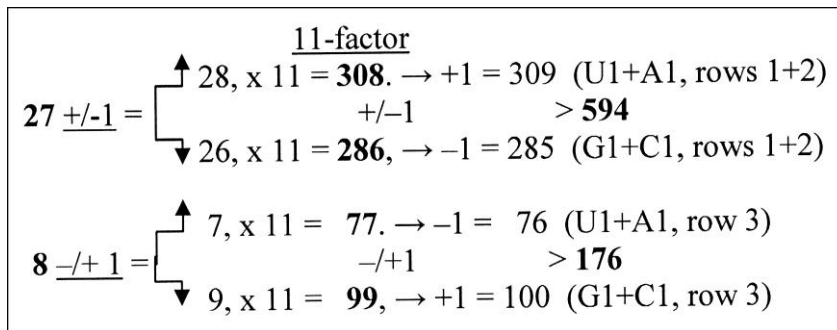 11-factor
28, x 11 = 308. → +1 = 309 (U1+A1, rows 1+2)
27 +/-1 = +/–1 > 594
26, x 11 = 286, → –1 = 285 (G1+C1, rows 1+2)
7, x 11 = 77. → –1 = 76 (U1+A1, row 3)
8 –/+ 1 = –/+1 > 176
9, x 11 = 99, → +1 = 100 (G1+C1, row 3)